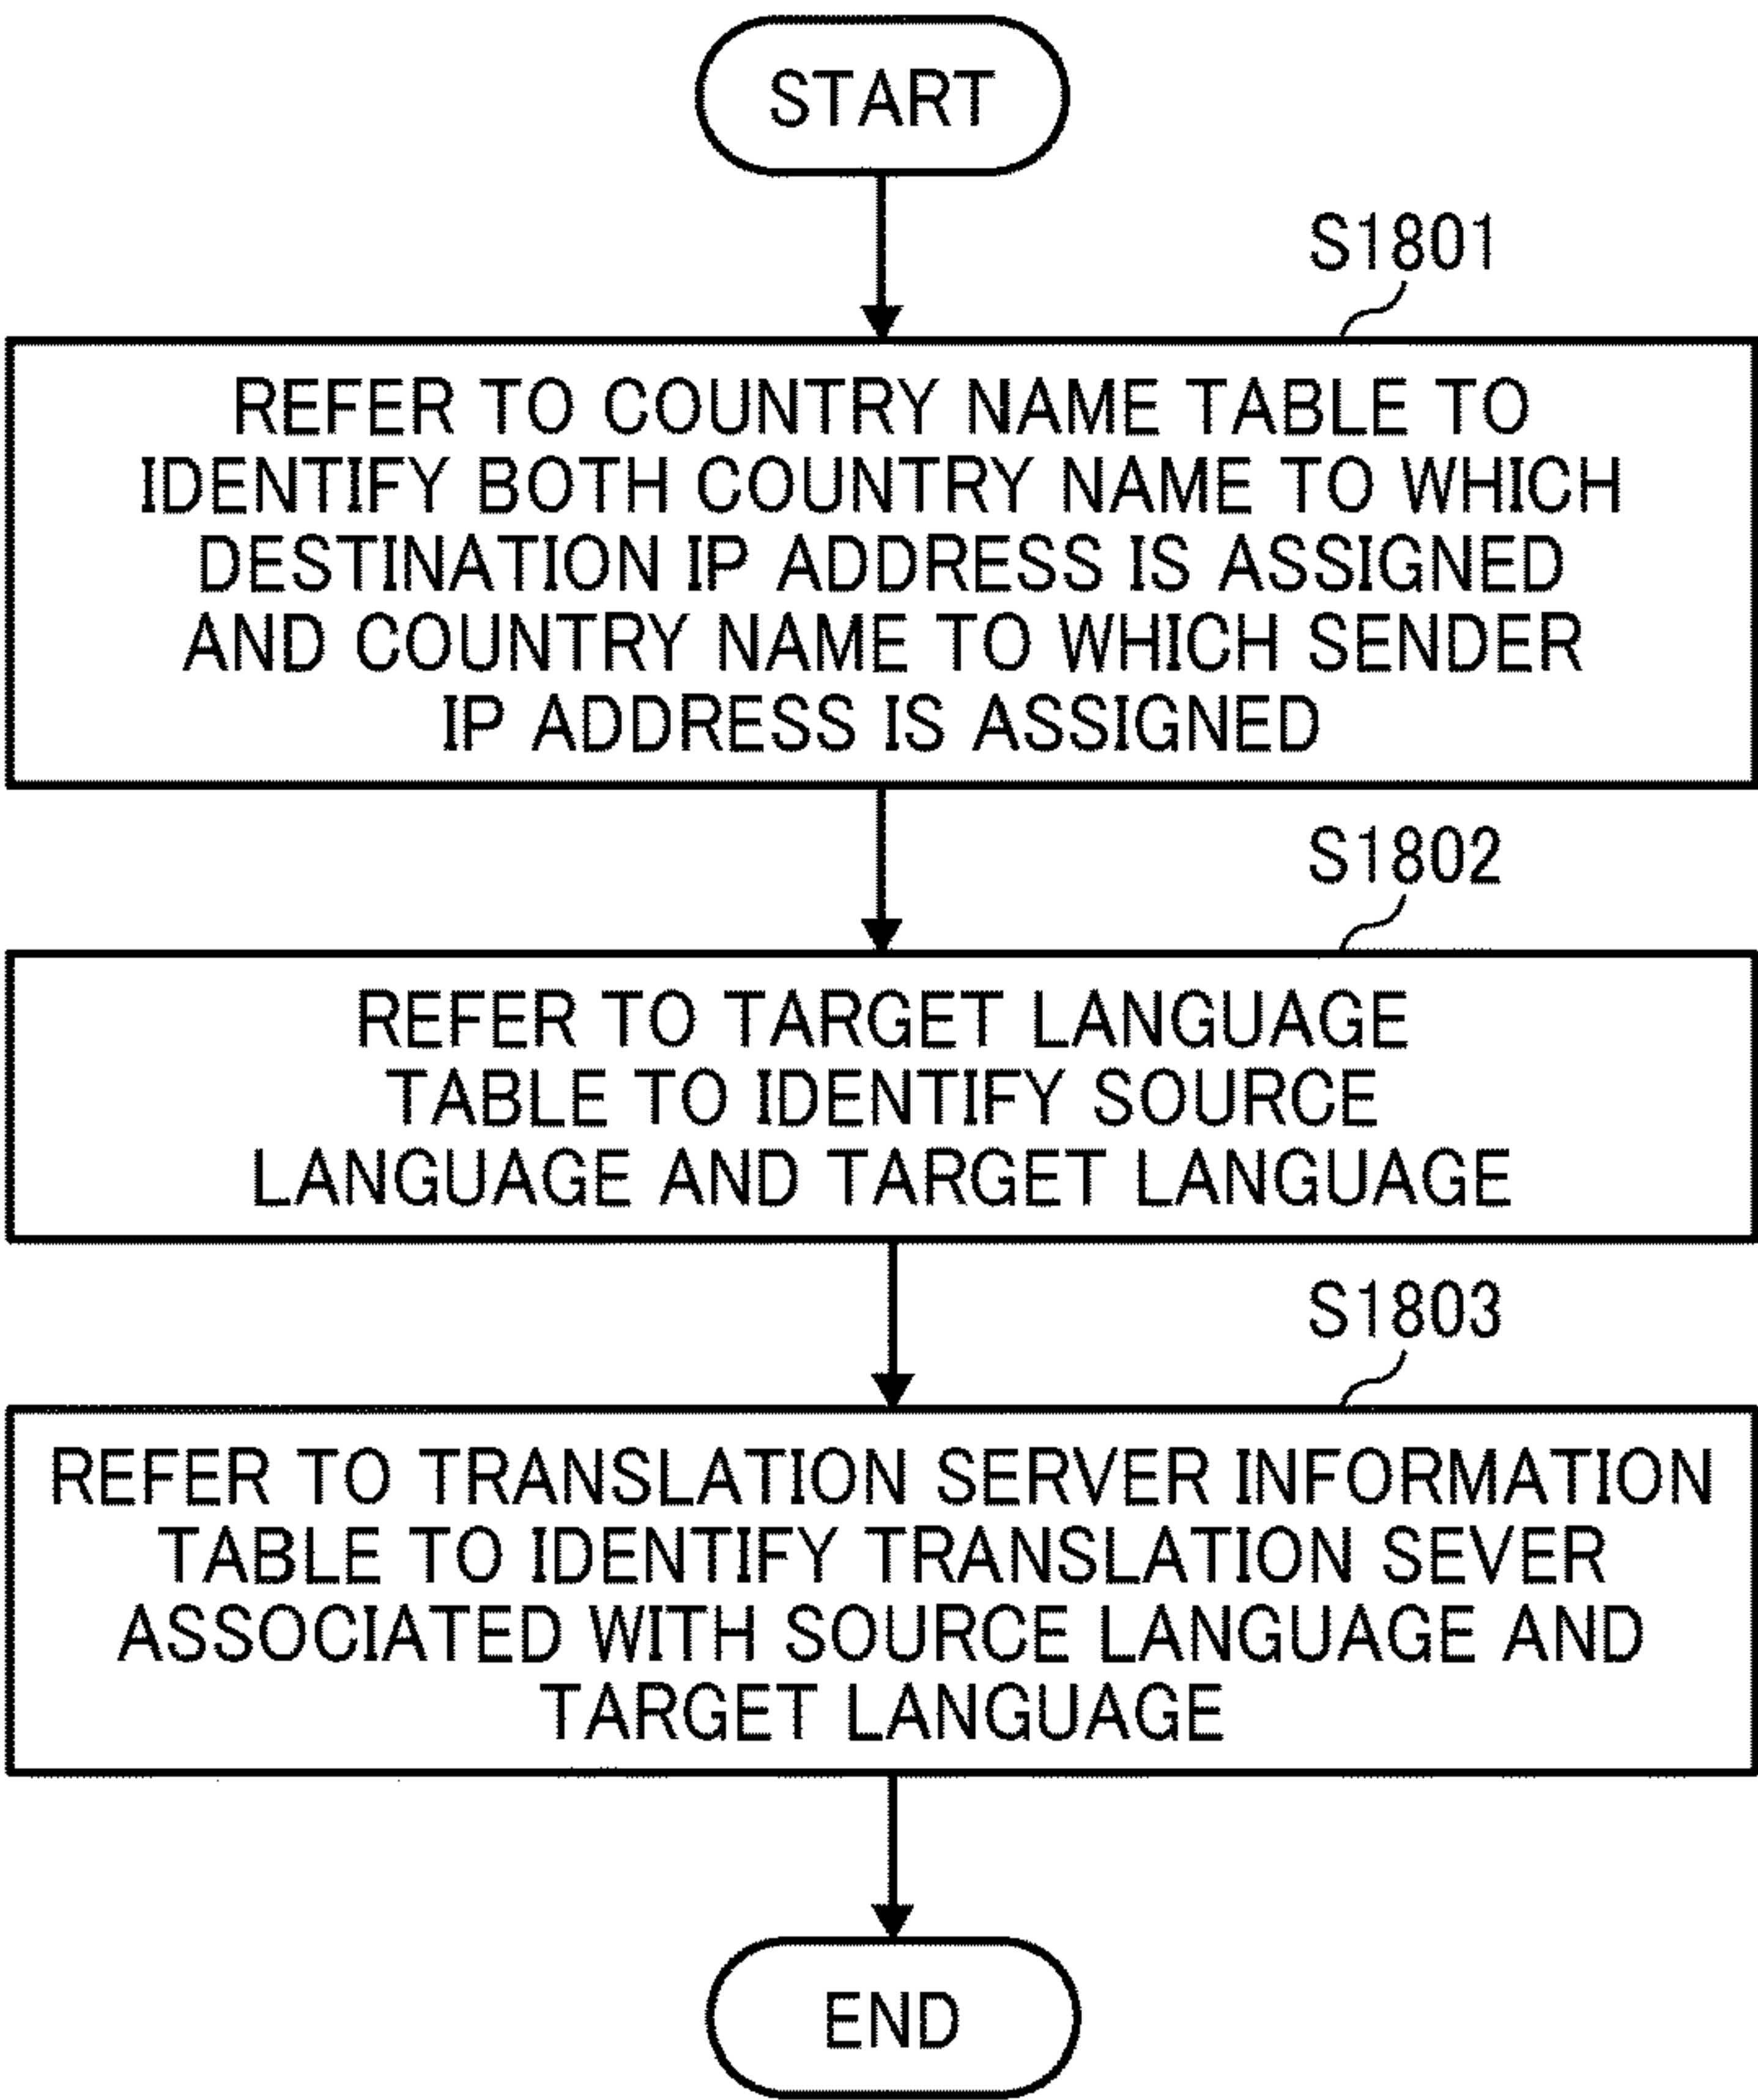 START
S1801
REFER TO COUNTRY NAME TABLE TO
IDENTIFY BOTH COUNTRY NAME TO WHICH
DESTINATION IP ADDRESS IS ASSIGNED
AND COUNTRY NAME TO WHICH SENDER
IP ADDRESS IS ASSIGNED
S1802
REFER TO TARGET LANGUAGE
TABLE TO IDENTIFY SOURCE
LANGUAGE AND TARGET LANGUAGE
S1803
REFER TO TRANSLATION SERVER INFORMATION
TABLE TO IDENTIFY TRANSLATION SEVER
ASSOCIATED WITH SOURCE LANGUAGE AND
TARGET LANGUAGE
END